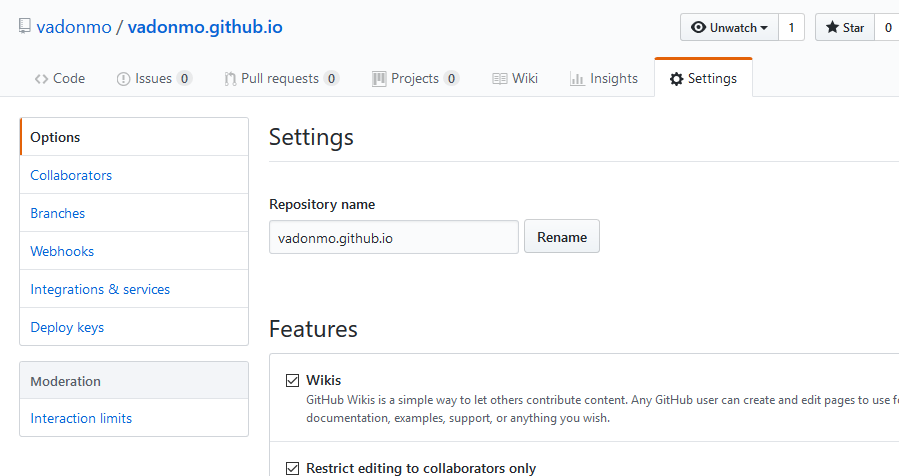 vadonmo / vadonmo.github.io
Unwatch 1
Star 0
Code
Issues 0
Pull requests 0
Projects 0
Wiki
Insights
Settings
Options
Collaborators
Branches
Webhooks
Integrations & services
Deploy keys
Moderation
Interaction limits
Settings
Repository name
vadonmo.github.io
Rename
Features
Wikis
GitHub Wikis is a simple way to let others contribute content. Any GitHub user can create and edit pages to use
documentation, examples, support, or anything you wish.
Restrict editing to collaborators only